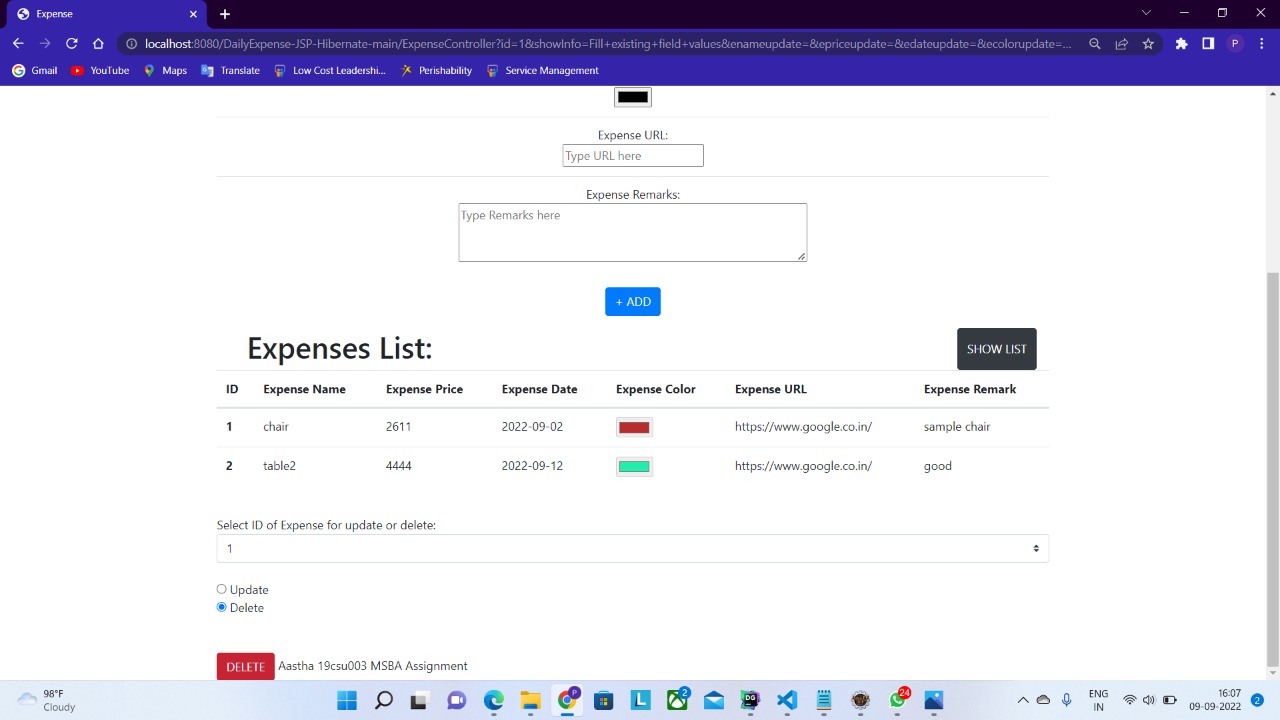 Expense
localhost:8080/DailyExpense-JSP-Hibernate-main/ExpenseController?id=1&showInfo=Fill+existing+field+values&enameupdate=&epriceupdate=&edateupdate=&ecolorupdate=...
P
Gmail YouTube Maps Translate Low Cost Leadershi... Perishability Service Management
Expense URL:
Type URL here
Expense Remarks:
Type Remarks here
+ ADD
Expenses List: SHOW LIST
ID Expense Name Expense Price Expense Date Expense Color Expense URL Expense Remark
1 chair 2611 2022-09-02 https://www.google.co.in/ sample chair
2 table2 4444 2022-09-12 https://www.google.co.in/ good
Select ID of Expense for update or delete:
1
Update
Delete
DELETE Aastha 19csu003 MSBA Assignment
98°F
Cloudy
P
L
2
DG
24
ENG
IN
16:07
09-09-2022
2